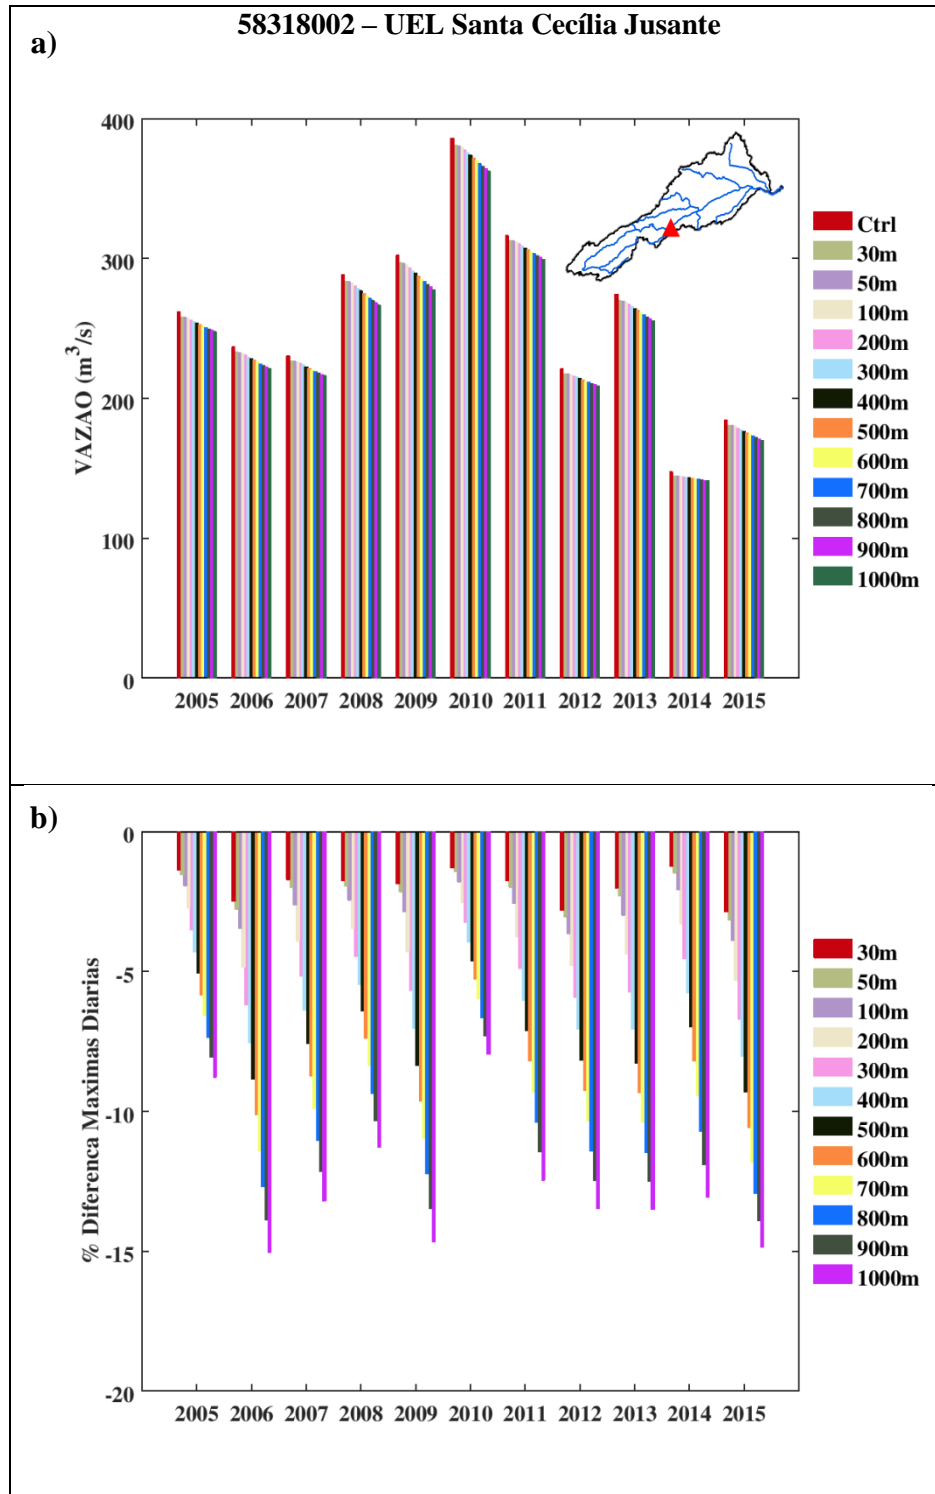 58318002 – UEL Santa Cecília Jusante
a)
VAZAO (m³/s)
400
300
200
100
0
2005 2006 2007 2008 2009 2010 2011 2012 2013 2014 2015
Ctrl
30m
50m
100m
200m
300m
400m
500m
600m
700m
800m
900m
1000m
b)
% Diferenca Maximas Diarias
0
-5
-10
-15
-20
2005 2006 2007 2008 2009 2010 2011 2012 2013 2014 2015
30m
50m
100m
200m
300m
400m
500m
600m
700m
800m
900m
1000m